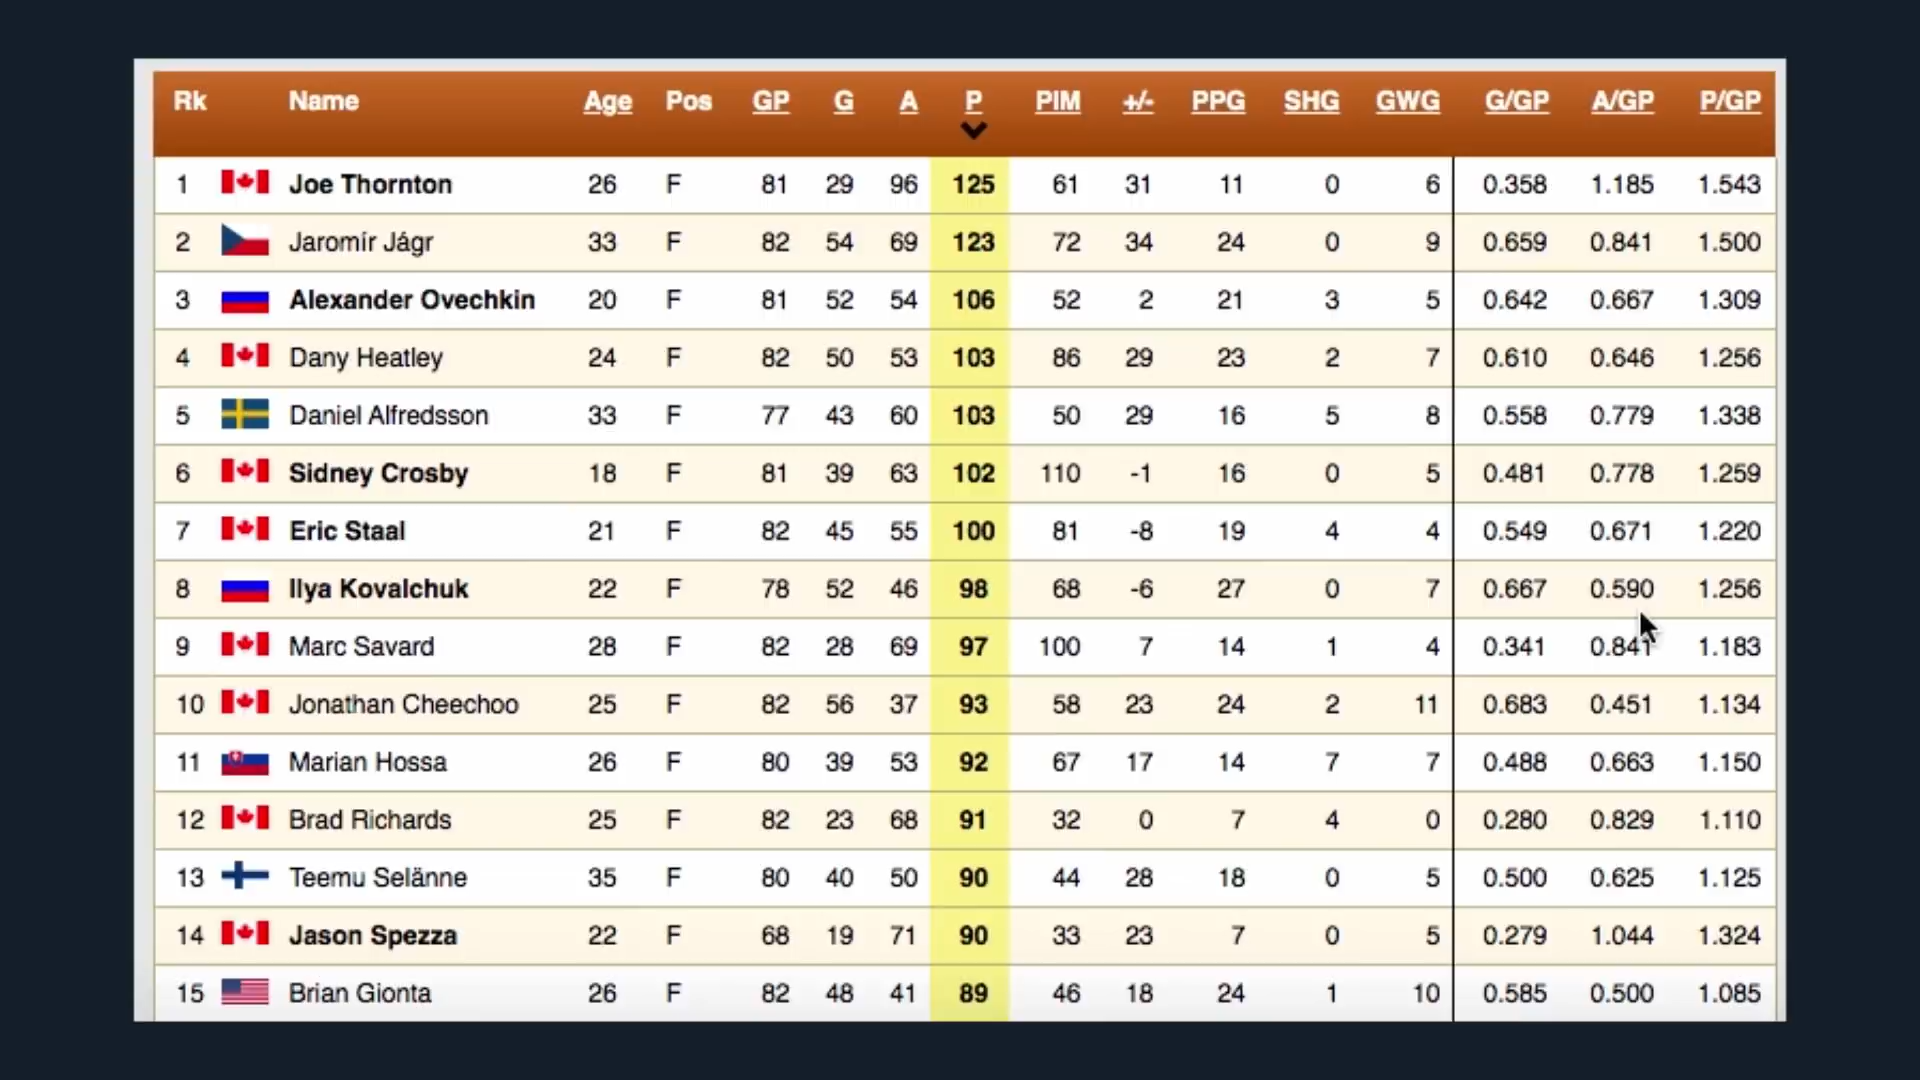 Rk Name Age Pos GP G A P PIM +/- PPG SHG GWG G/GP A/GP P/GP
1 Joe Thornton 26 F 81 29 96 125 61 31 11 0 6 0.358 1.185 1.543
2 Jaromír Jágr 33 F 82 54 69 123 72 34 24 0 9 0.659 0.841 1.500
3 Alexander Ovechkin 20 F 81 52 54 106 52 2 21 3 5 0.642 0.667 1.309
4 Dany Heatley 24 F 82 50 53 103 86 29 23 2 7 0.610 0.646 1.256
5 Daniel Alfredsson 33 F 77 43 60 103 50 29 16 5 8 0.558 0.779 1.338
6 Sidney Crosby 18 F 81 39 63 102 110 -1 16 0 5 0.481 0.778 1.259
7 Eric Staal 21 F 82 45 55 100 81 -8 19 4 4 0.549 0.671 1.220
8 Ilya Kovalchuk 22 F 78 52 46 98 68 -6 27 0 7 0.667 0.590 1.256
9 Marc Savard 28 F 82 28 69 97 100 7 14 1 4 0.341 0.841 1.183
10 Jonathan Cheechoo 25 F 82 56 37 93 58 23 24 2 11 0.683 0.451 1.134
11 Marian Hossa 26 F 80 39 53 92 67 17 14 7 7 0.488 0.663 1.150
12 Brad Richards 25 F 82 23 68 91 32 0 7 4 0 0.280 0.829 1.110
13 Teemu Selänne 35 F 80 40 50 90 44 28 18 0 5 0.500 0.625 1.125
14 Jason Spezza 22 F 68 19 71 90 33 23 7 0 5 0.279 1.044 1.324
15 Brian Gionta 26 F 82 48 41 89 46 18 24 1 10 0.585 0.500 1.085